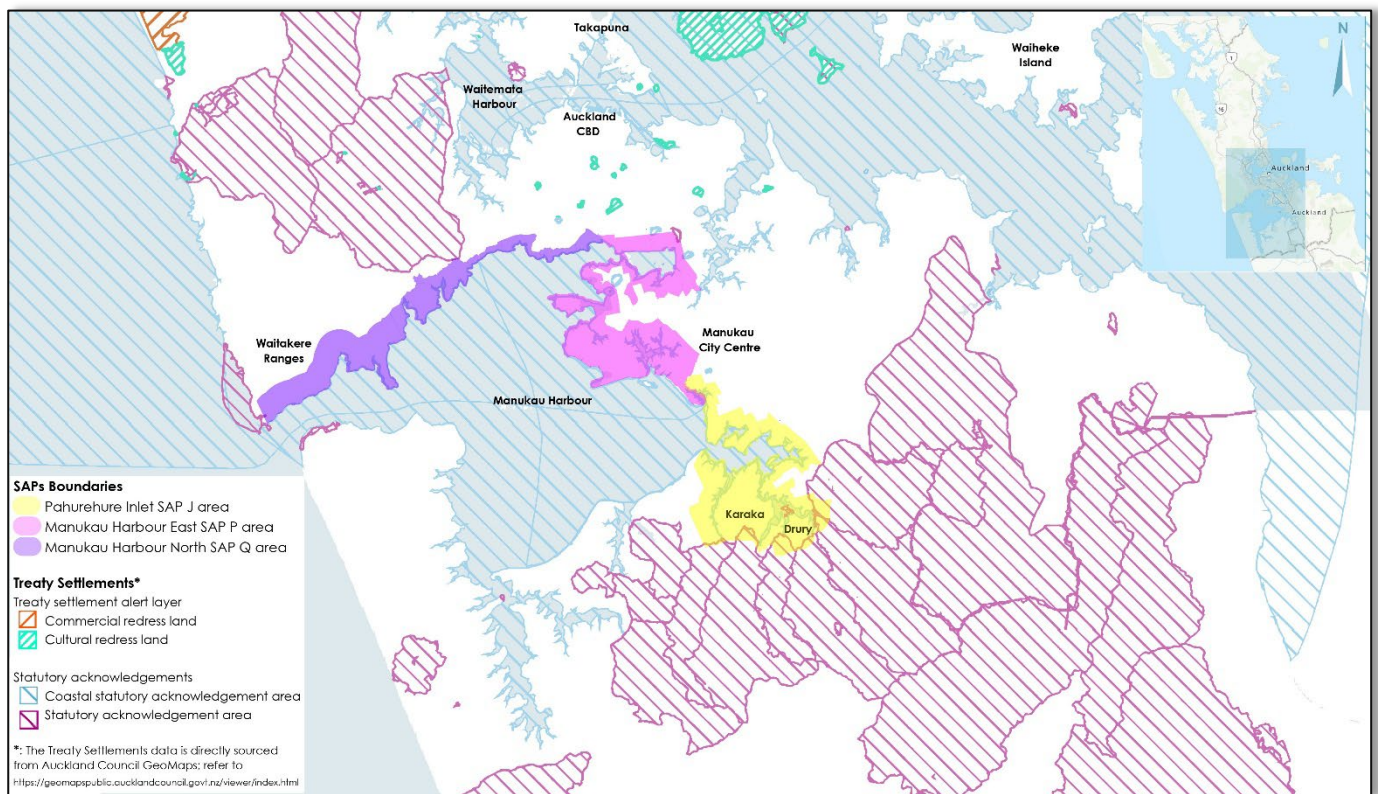 Takapuna
Waiheke
Island
Waitemata
Harbour
Auckland
CBD
N
1
16
Auckland
Auckland
Waitakere
Ranges
Manukau
City Centre
Manukau Harbour
Karaka
Drury
SAPs Boundaries
Pahurehure Inlet SAP J area
Manukau Harbour East SAP P area
Manukau Harbour North SAP Q area
Treaty Settlements*
Treaty settlement alert layer
Commercial redress land
Cultural redress land
Statutory acknowledgements
Coastal statutory acknowledgement area
Statutory acknowledgement area
*: The Treaty Settlements data is directly sourced
from Auckland Council GeoMaps; refer to
https://geomapspublic.aucklandcouncil.govt.nz/viewer/index.html